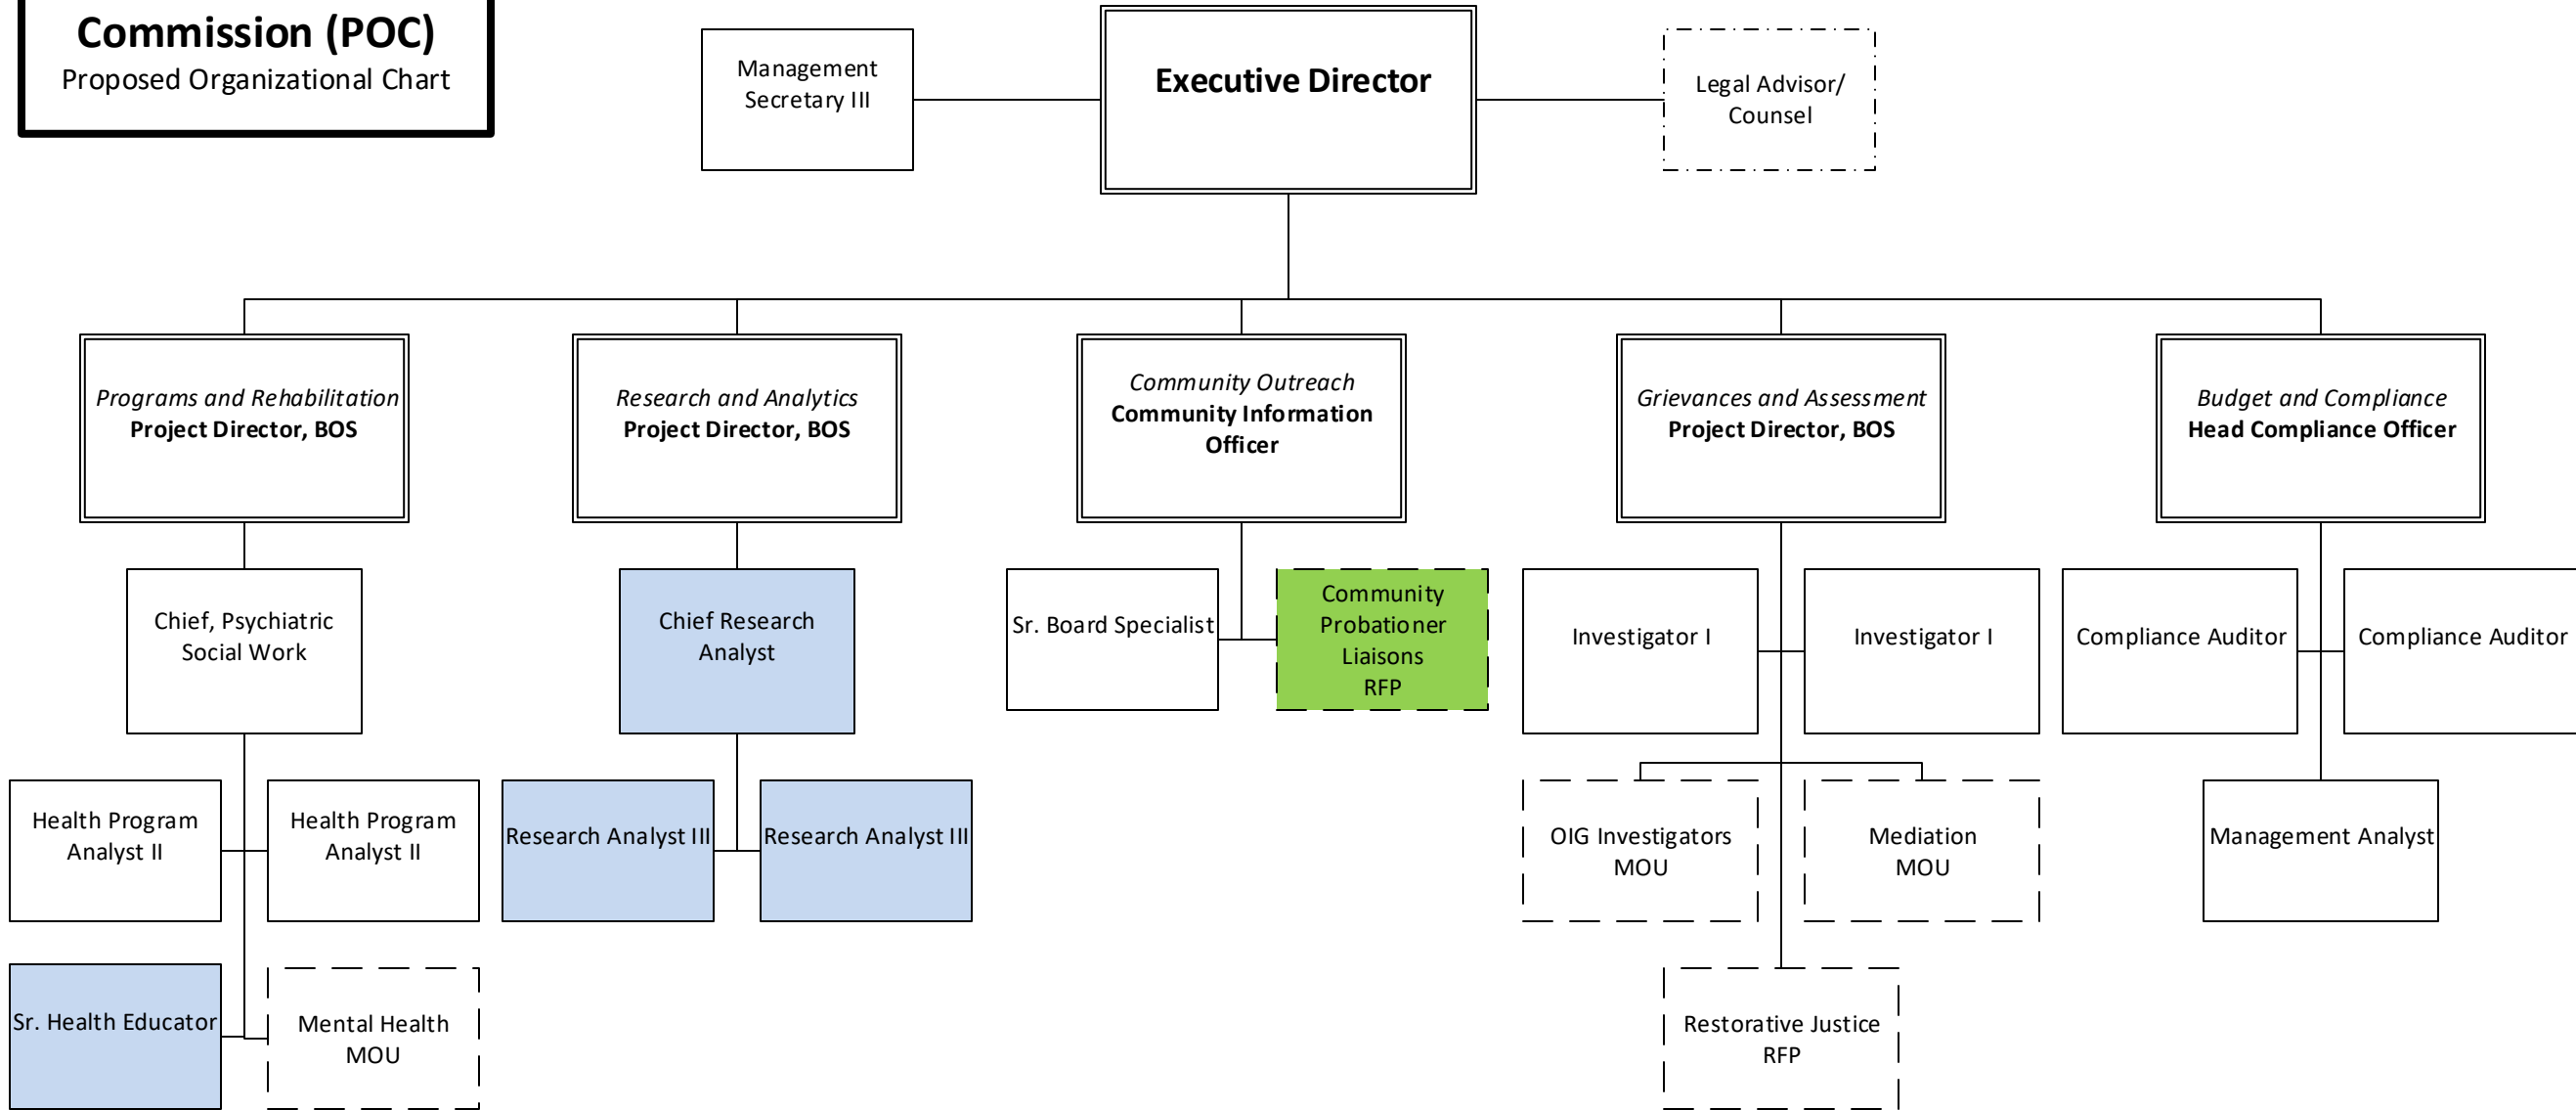 Commission (POC)
Proposed Organizational Chart
Management
Secretary III
Executive Director
Legal Advisor/
Counsel
Programs and Rehabilitation
Project Director, BOS
Research and Analytics
Project Director, BOS
Community Outreach
Community Information
Officer
Grievances and Assessment
Project Director, BOS
Budget and Compliance
Head Compliance Officer
Chief, Psychiatric
Social Work
Chief Research
Analyst
Sr. Board Specialist
Community
Probationer
Liaisons
RFP
Investigator I
Investigator I
Compliance Auditor
Compliance Auditor
Health Program
Analyst II
Health Program
Analyst II
Research Analyst III
Research Analyst III
OIG Investigators
MOU
Mediation
MOU
Management Analyst
Sr. Health Educator
Mental Health
MOU
Restorative Justice
RFP